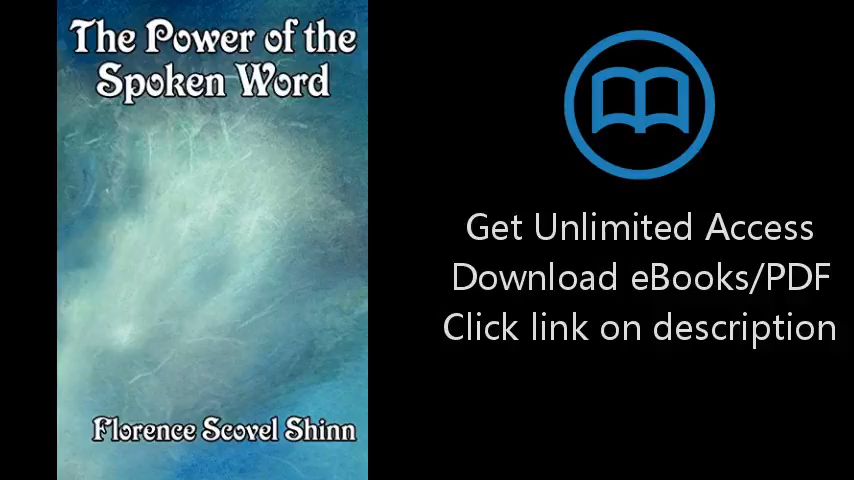 The Power of the
Spoken Word
Florence Scovel Shinn
Get Unlimited Access
Download eBooks/PDF
Click link on description